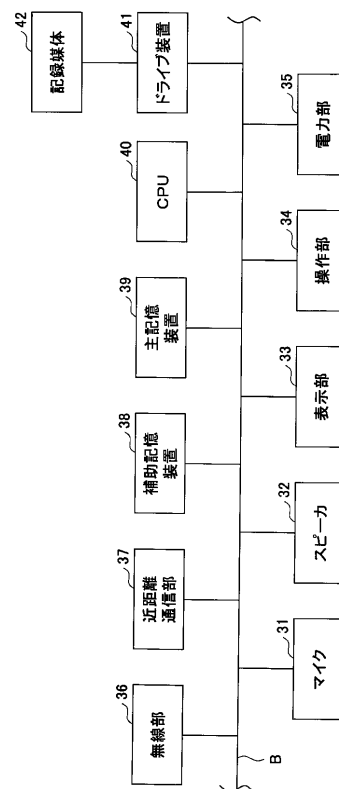 36
無線部
37
近距離
通信部
38
補助記憶
装置
39
主記憶
装置
40
CPU
41
ドライブ装置
42
記録媒体
B
31
マイク
32
スピーカ
33
表示部
34
操作部
35
電力部